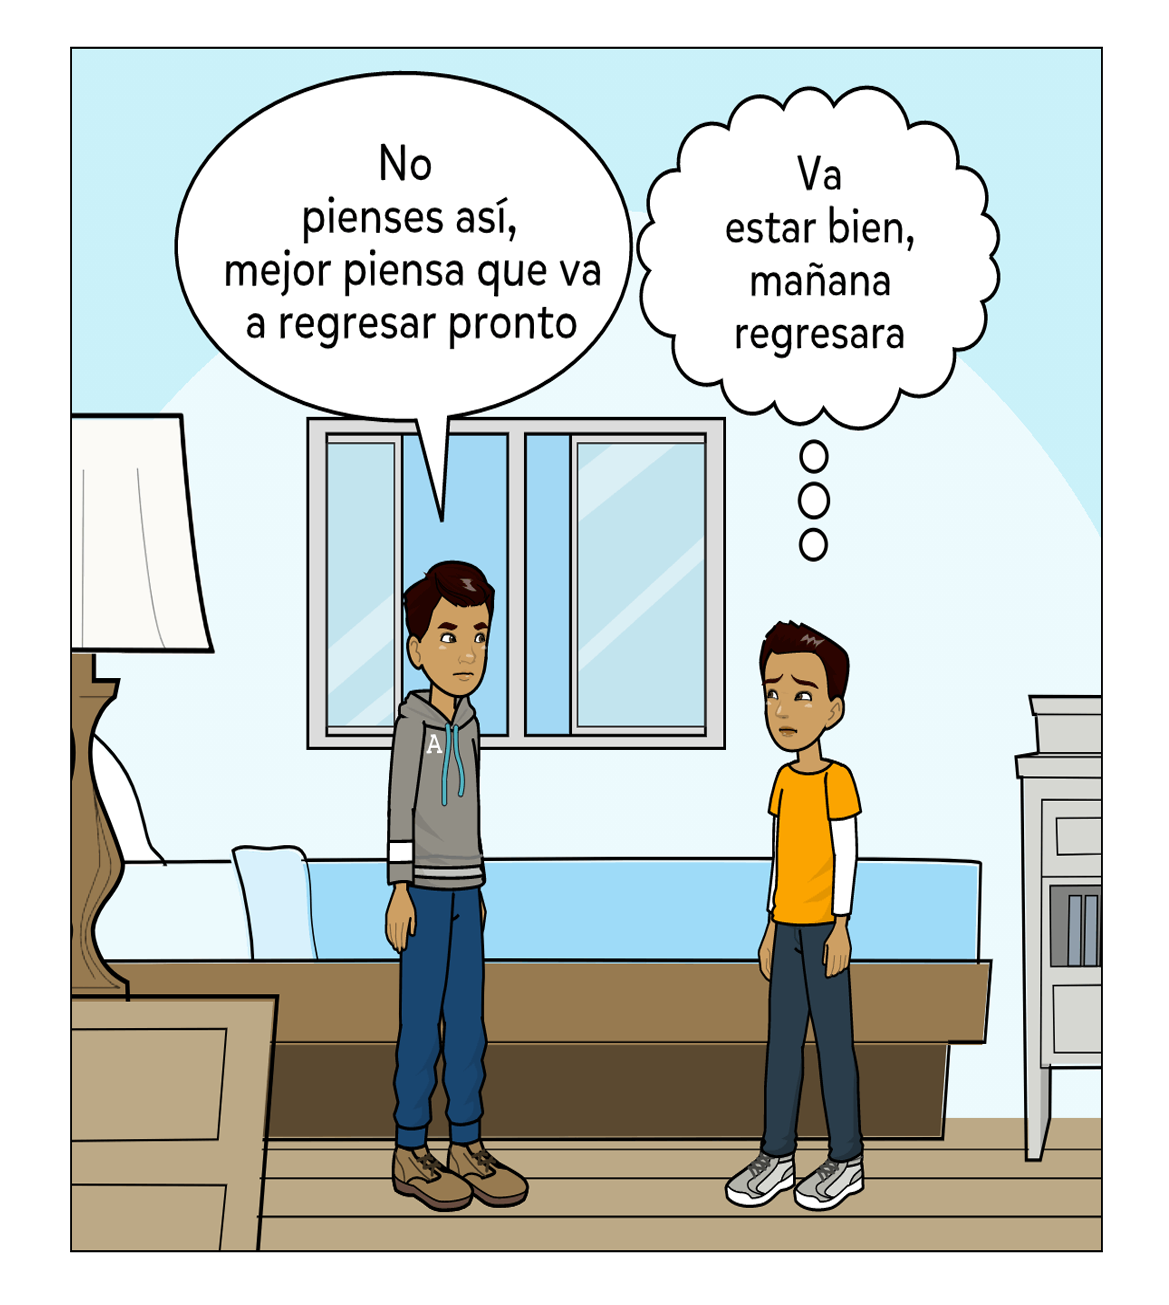 No
pienses así,
mejor piensa que va
a regresar pronto
Va
estar bien,
mañana
regresara
A